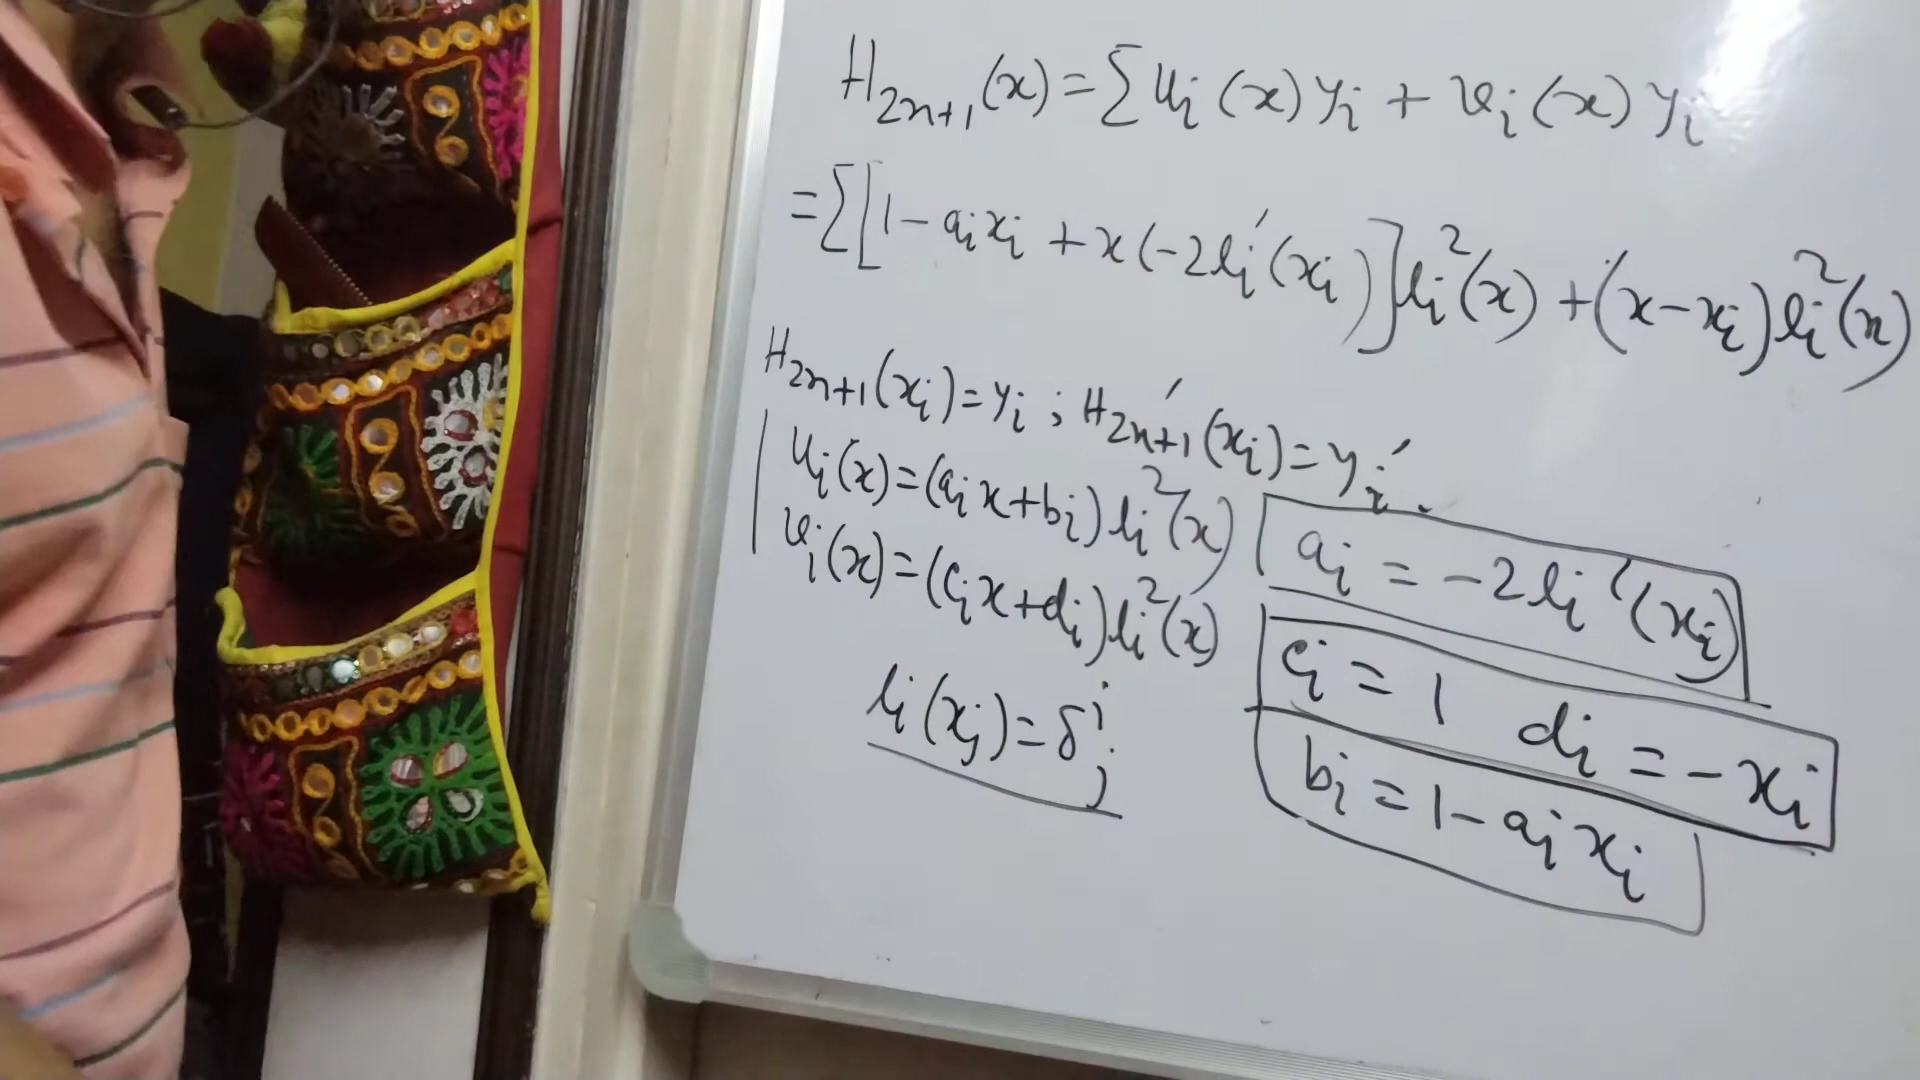 H₂ₙ₊₁(x) = Σ uᵢ(x) yᵢ + vᵢ(x) yᵢ
= Σ[1 - aᵢxᵢ + x(-2lᵢ'(xᵢ)]lᵢ²(x) + (x - xᵢ)lᵢ²(x)
H₂ₙ₊₁(xᵢ) = yᵢ ; H'₂ₙ₊₁(xᵢ) = yᵢ'.
uᵢ(x) = (aᵢx + bᵢ) lᵢ²(x)
vᵢ(x) = (cᵢx + dᵢ) lᵢ²(x)
lᵢ(xⱼ) = δⁱⱼ
aᵢ = -2lᵢ'(xᵢ)
cᵢ = 1 dᵢ = -xᵢ
bᵢ = 1 - aᵢxᵢ